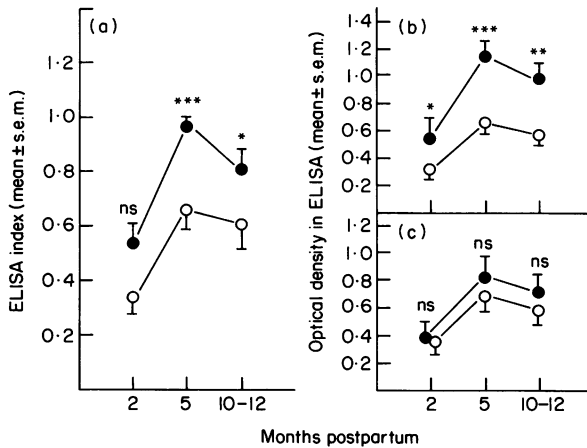 (a)
ELISA index (mean ± s.e.m.)
1·2
1·0
0·8
0·6
0·4
0·2
ns
***
*
2 5 10–12
(b)
Optical density in ELISA (mean ± s.e.m.)
1·4
1·2
1·0
0·8
0·6
0·4
0·2
*
***
**
(c)
1·4
1·2
1·0
0·8
0·6
0·4
0·2
ns
ns
ns
2 5 10–12
Months postpartum